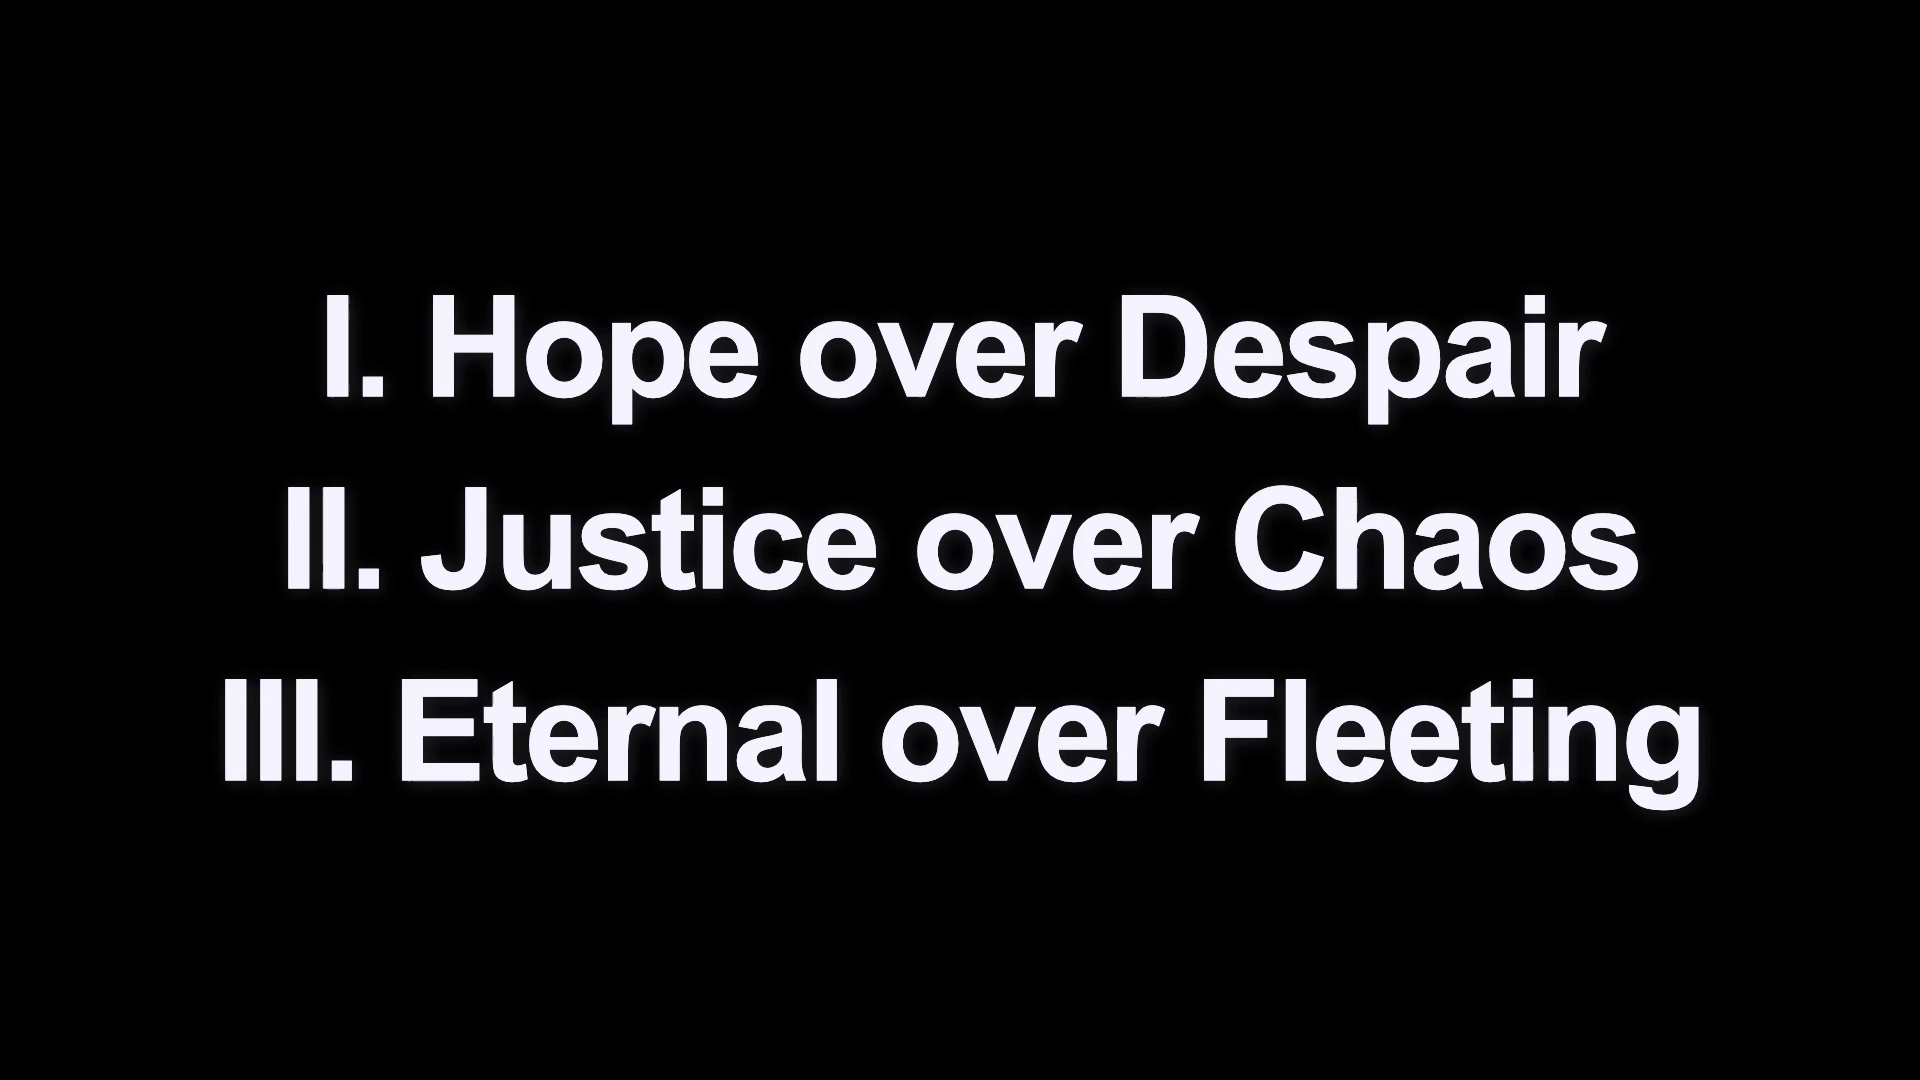 I. Hope over Despair
II. Justice over Chaos
III. Eternal over Fleeting